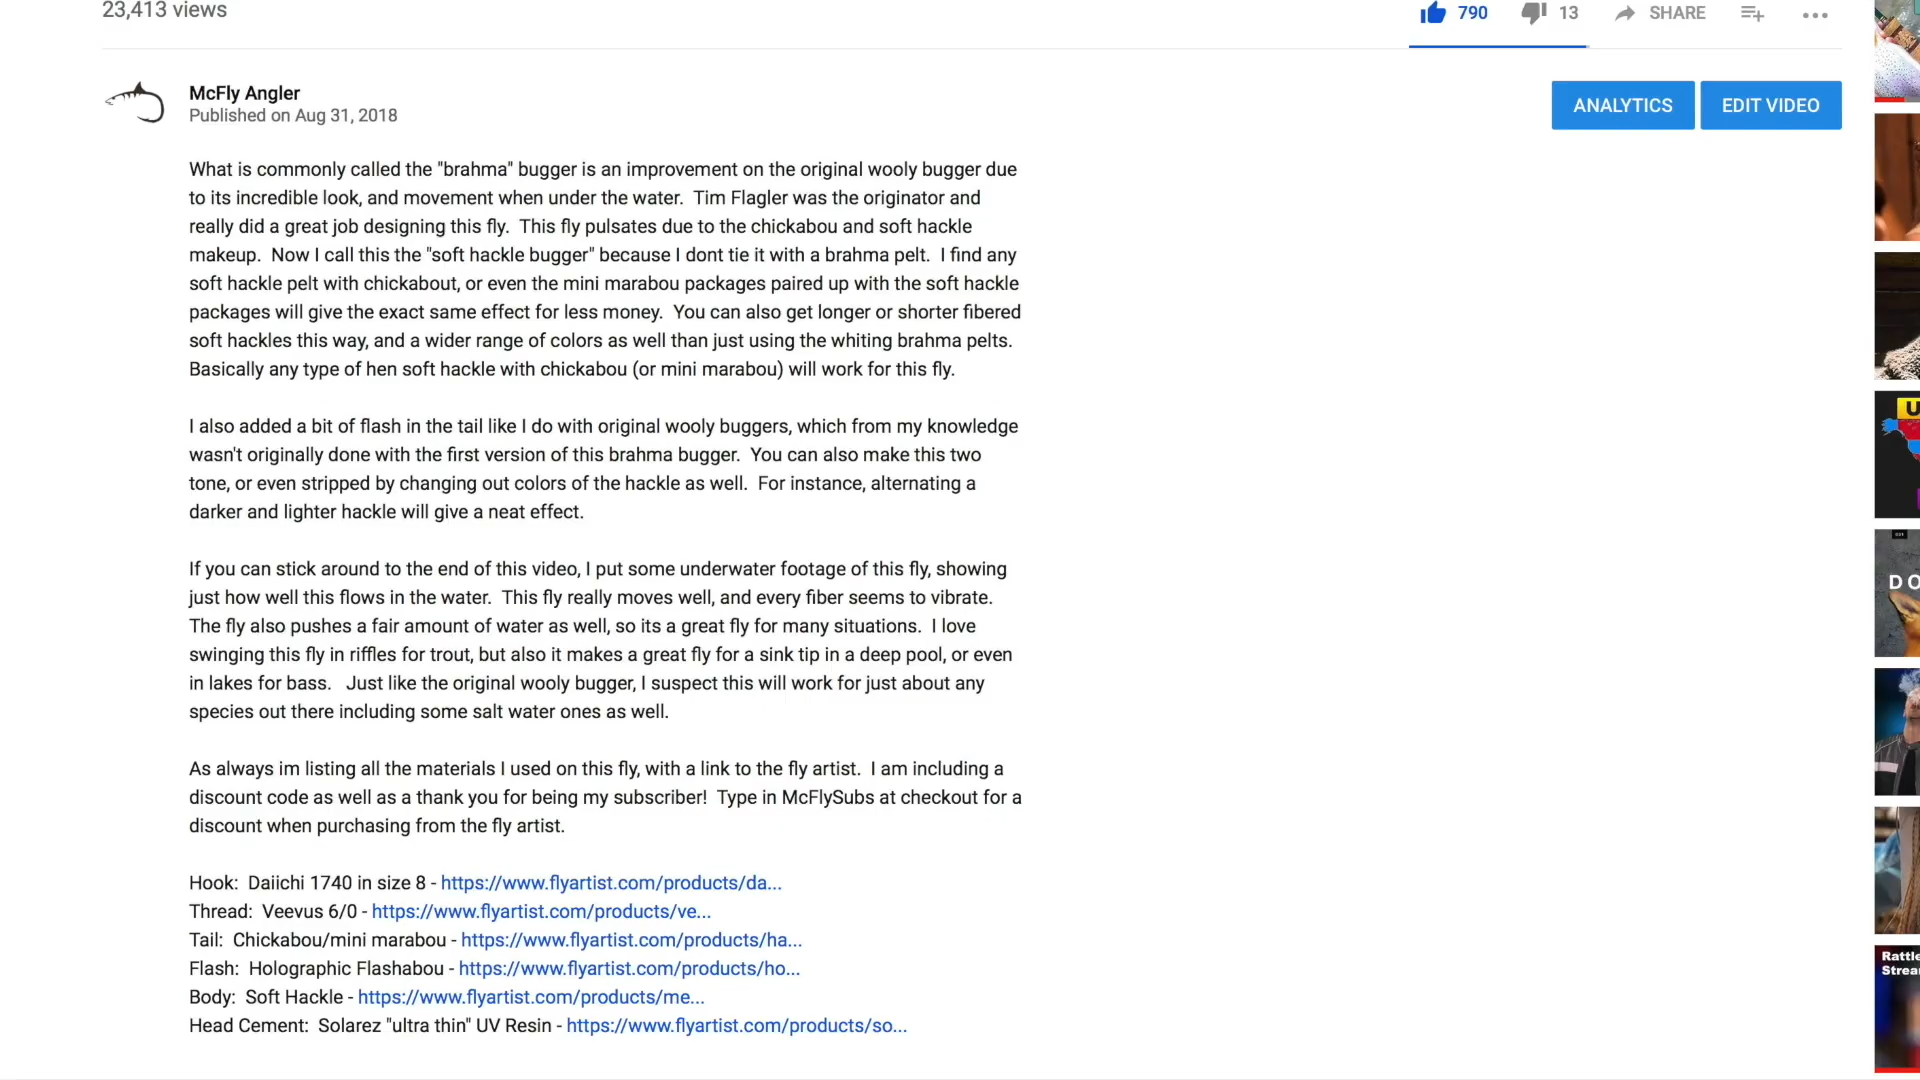 23,413 views
790 13 SHARE
McFly Angler
Published on Aug 31, 2018
ANALYTICS EDIT VIDEO
What is commonly called the "brahma" bugger is an improvement on the original wooly bugger due
to its incredible look, and movement when under the water. Tim Flagler was the originator and
really did a great job designing this fly. This fly pulsates due to the chickabou and soft hackle
makeup. Now I call this the "soft hackle bugger" because I dont tie it with a brahma pelt. I find any
soft hackle pelt with chickabout, or even the mini marabou packages paired up with the soft hackle
packages will give the exact same effect for less money. You can also get longer or shorter fibered
soft hackles this way, and a wider range of colors as well than just using the whiting brahma pelts.
Basically any type of hen soft hackle with chickabou (or mini marabou) will work for this fly.
I also added a bit of flash in the tail like I do with original wooly buggers, which from my knowledge
wasn't originally done with the first version of this brahma bugger. You can also make this two
tone, or even stripped by changing out colors of the hackle as well. For instance, alternating a
darker and lighter hackle will give a neat effect.
If you can stick around to the end of this video, I put some underwater footage of this fly, showing
just how well this flows in the water. This fly really moves well, and every fiber seems to vibrate.
The fly also pushes a fair amount of water as well, so its a great fly for many situations. I love
swinging this fly in riffles for trout, but also it makes a great fly for a sink tip in a deep pool, or even
in lakes for bass. Just like the original wooly bugger, I suspect this will work for just about any
species out there including some salt water ones as well.
As always im listing all the materials I used on this fly, with a link to the fly artist. I am including a
discount code as well as a thank you for being my subscriber! Type in McFlySubs at checkout for a
discount when purchasing from the fly artist.
Hook: Daiichi 1740 in size 8 - https://www.flyartist.com/products/da...
Thread: Veevus 6/0 - https://www.flyartist.com/products/ve...
Tail: Chickabou/mini marabou - https://www.flyartist.com/products/ha...
Flash: Holographic Flashabou - https://www.flyartist.com/products/ho...
Body: Soft Hackle - https://www.flyartist.com/products/me...
Head Cement: Solarez "ultra thin" UV Resin - https://www.flyartist.com/products/so...